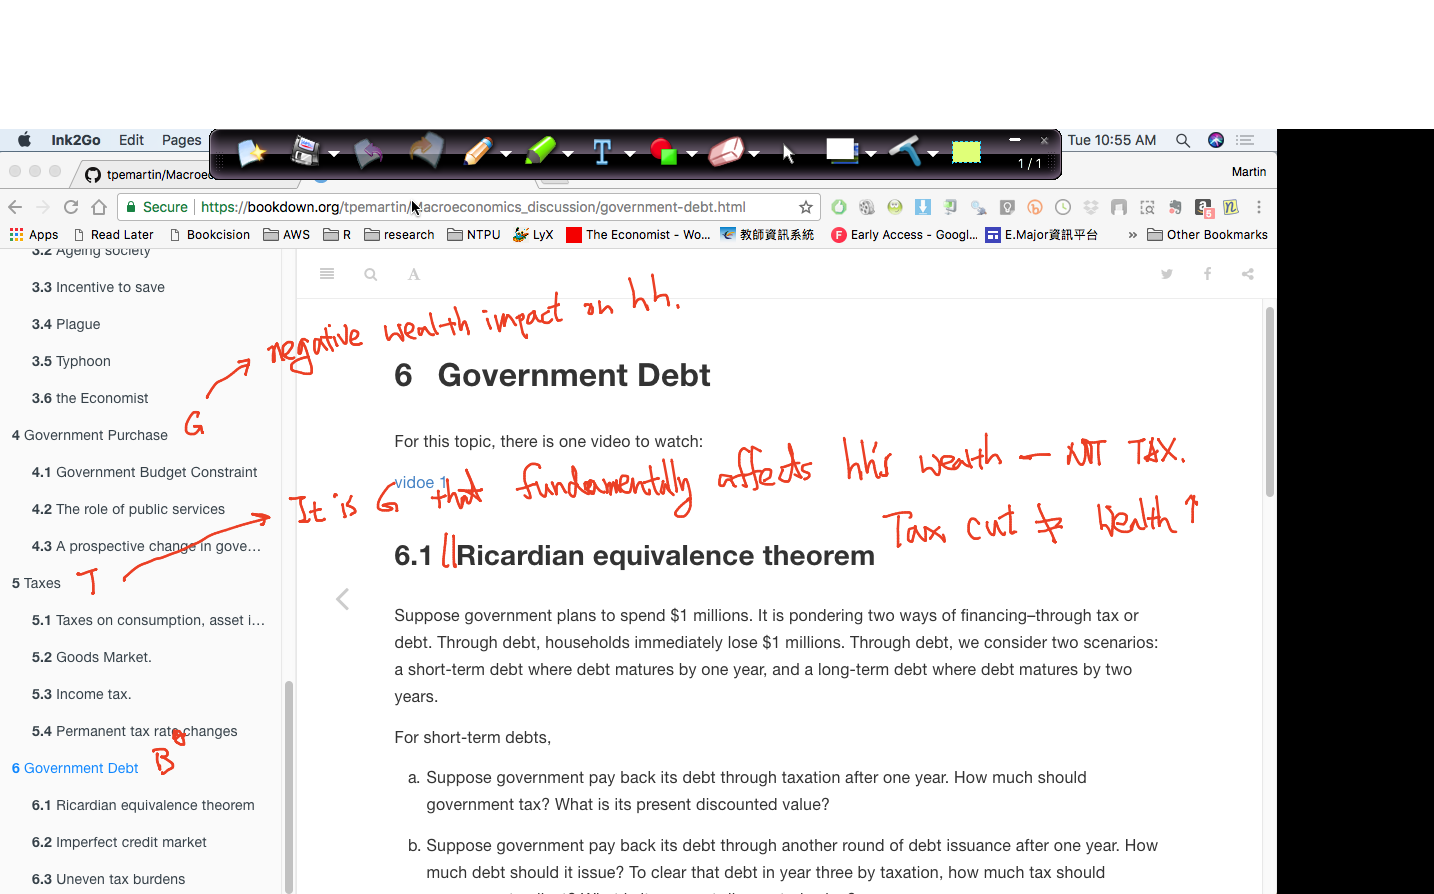 Ink2Go Edit Pages
1 / 1
Tue 10:55 AM
tpemartin/Macroec
Martin
Secure https://bookdown.org/tpemartin/Macroeconomics_discussion/government-debt.html
Apps Read Later Bookcision AWS R research NTPU LyX The Economist - Wo... 教師資訊系統 Early Access - Googl... E.Major資訊平台 » Other Bookmarks
3.2 Ageing society
3.3 Incentive to save
3.4 Plague
3.5 Typhoon
3.6 the Economist
4 Government Purchase G
4.1 Government Budget Constraint
4.2 The role of public services
4.3 A prospective change in gove...
5 Taxes T
5.1 Taxes on consumption, asset i...
5.2 Goods Market.
5.3 Income tax.
5.4 Permanent tax rate changes
6 Government Debt B
6.1 Ricardian equivalence theorem
6.2 Imperfect credit market
6.3 Uneven tax burdens
negative wealth impact on hh.
6 Government Debt
For this topic, there is one video to watch:
vidoe 1
It is G that fundamentally affects hh's wealth — NOT TAX.
Tax cut ≠ Wealth ↑
6.1 Ricardian equivalence theorem
Suppose government plans to spend $1 millions. It is pondering two ways of financing–through tax or
debt. Through debt, households immediately lose $1 millions. Through debt, we consider two scenarios:
a short-term debt where debt matures by one year, and a long-term debt where debt matures by two
years.
For short-term debts,
a. Suppose government pay back its debt through taxation after one year. How much should
government tax? What is its present discounted value?
b. Suppose government pay back its debt through another round of debt issuance after one year. How
much debt should it issue? To clear that debt in year three by taxation, how much tax should